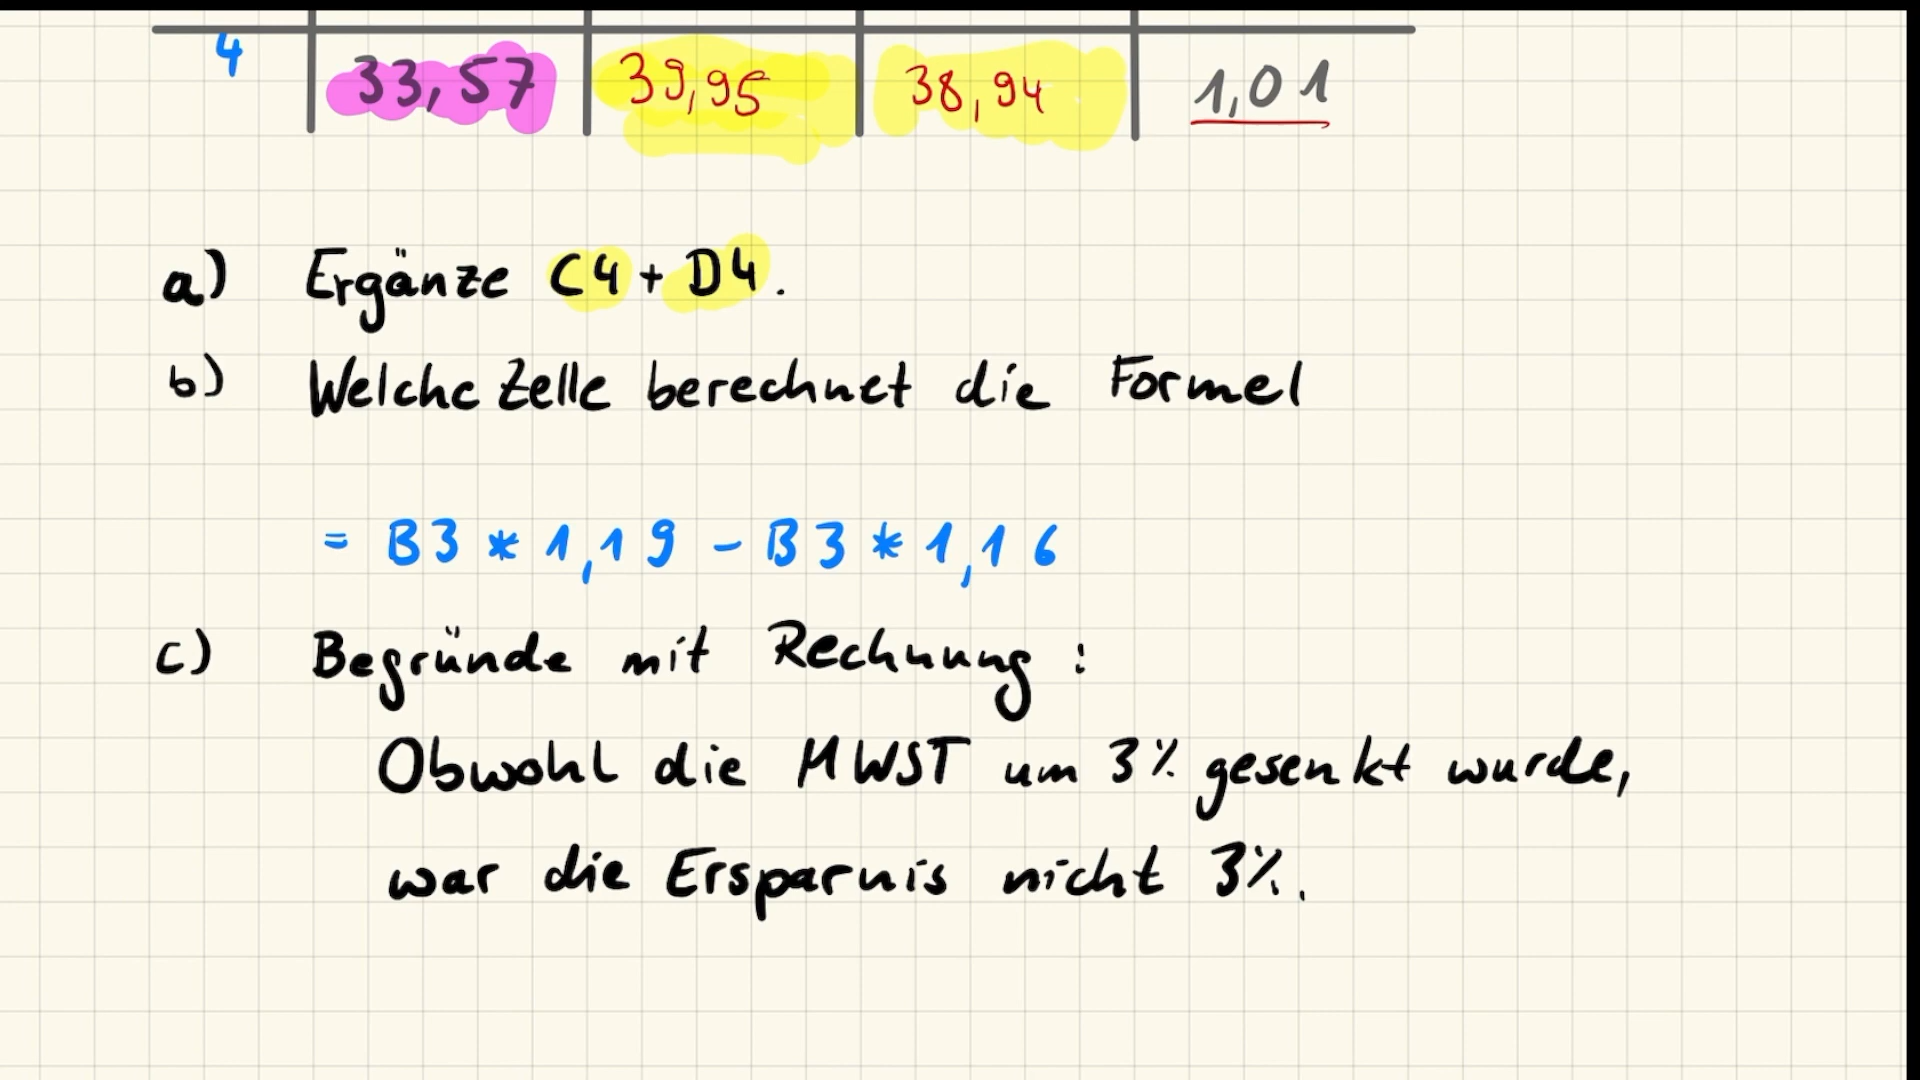 4 33,57 39,95 38,94 1,01
a) Ergänze C4 + D4.
b) Welche Zelle berechnet die Formel
= B3 * 1,19 - B3 * 1,16
c) Begründe mit Rechnung:
Obwohl die MWST um 3% gesenkt wurde,
war die Ersparnis nicht 3%.